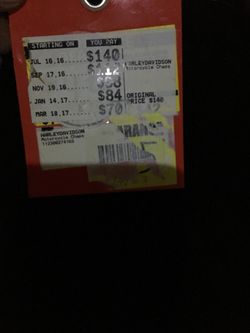 STARTING ON YOU PAY
JUL 16,16...... $140
SEP 17,16......
HARLEYDAVIDSON
Motorcycle Chaps
NOV 19,16......
JAN 14,17...... $84
ORIGINAL
PRICE $140
MAR 18,17...... $70
HARLEYDAVIDSON
Motorcycle Chaps